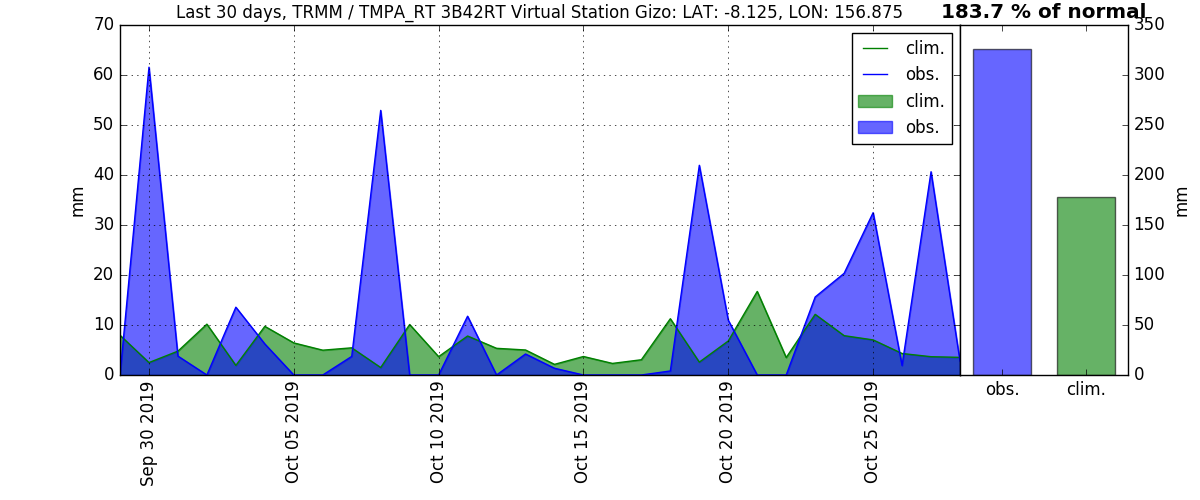 Last 30 days, TRMM / TMPA_RT 3B42RT Virtual Station Gizo: LAT: -8.125, LON: 156.875
183.7 % of normal
70
60
50
40
30
20
10
0
mm
clim.
obs.
clim.
obs.
350
300
250
200
150
100
50
0
mm
Sep 30 2019
Oct 05 2019
Oct 10 2019
Oct 15 2019
Oct 20 2019
Oct 25 2019
obs.
clim.